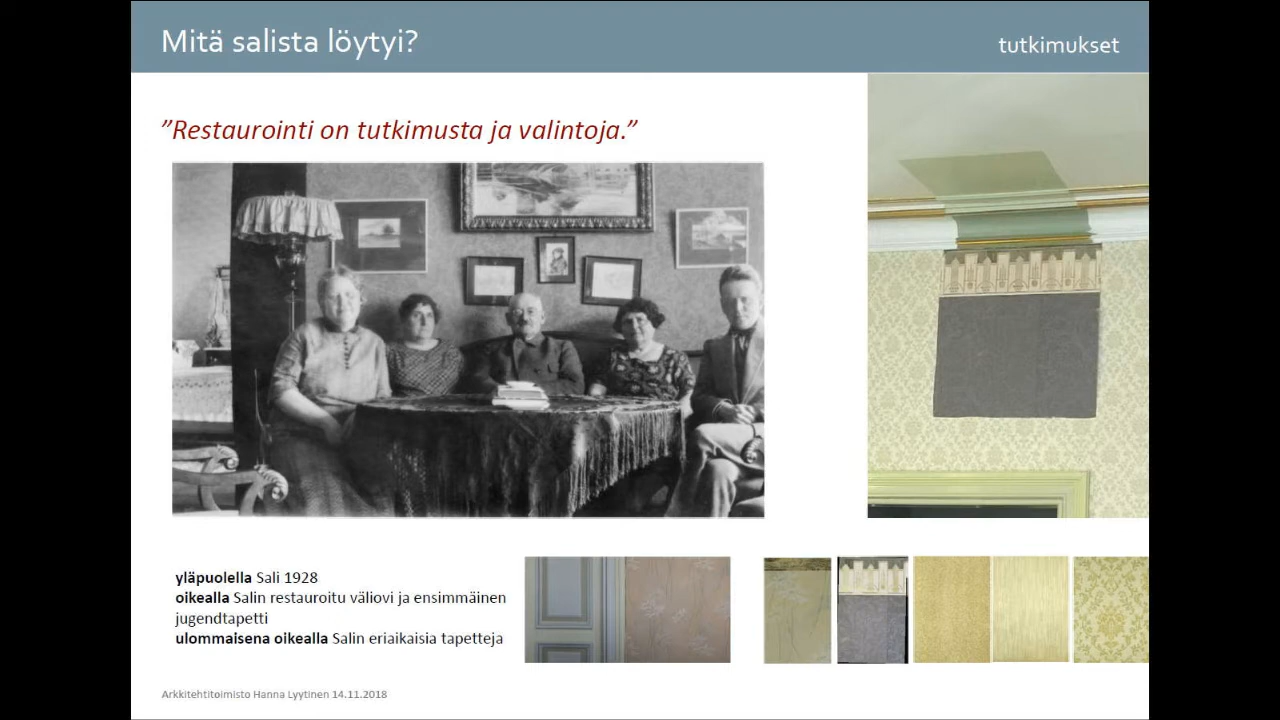 Mitä salista löytyi?
tutkimukset
”Restaurointi on tutkimusta ja valintoja.”
yläpuolella Sali 1928
oikealla Salin restauroitu väliovi ja ensimmäinen
jugendtapetti
ulommaisena oikealla Salin eriaikaisia tapetteja
Arkkitehtitoimisto Hanna Lyytinen 14.11.2018